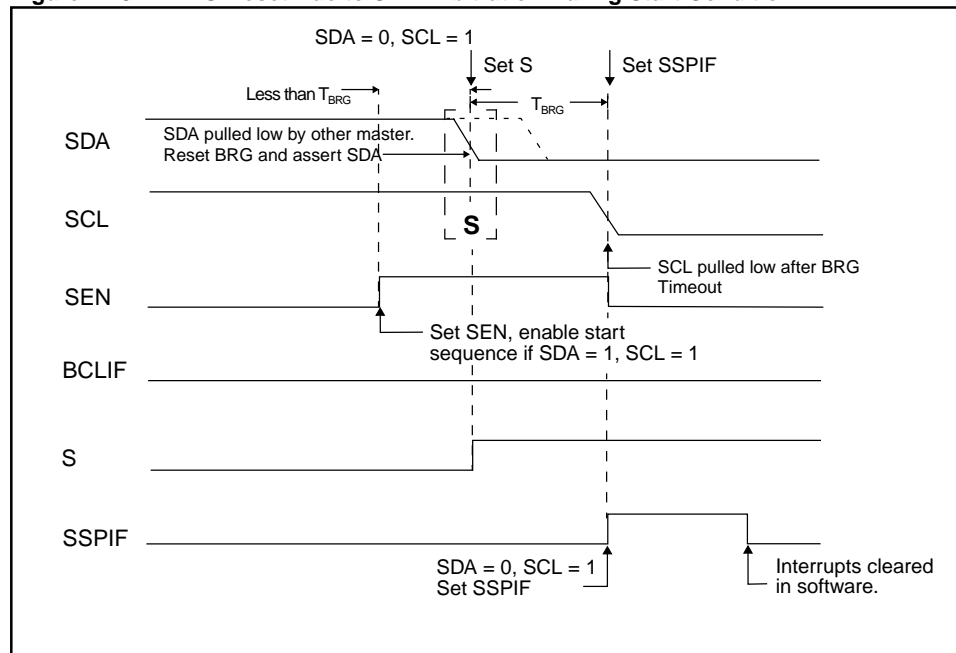 SDA = 0, SCL = 1
Set S
Set SSPIF
Less than TBRG
TBRG
SDA
SDA pulled low by other master.
Reset BRG and assert SDA
SCL
S
SCL pulled low after BRG
Timeout
SEN
Set SEN, enable start
sequence if SDA = 1, SCL = 1
BCLIF
S
SSPIF
SDA = 0, SCL = 1
Set SSPIF
Interrupts cleared
in software.